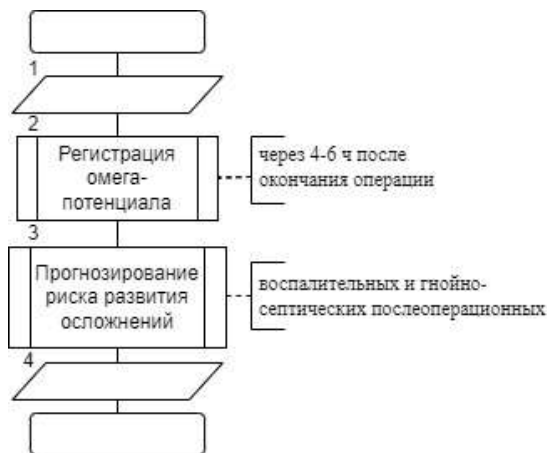 1
2
Регистрация
омега-
потенциала
через 4-6 ч после
окончания операции
3
Прогнозирование
риска развития
осложнений
воспалительных и гнойно-
септических послеоперационных
4